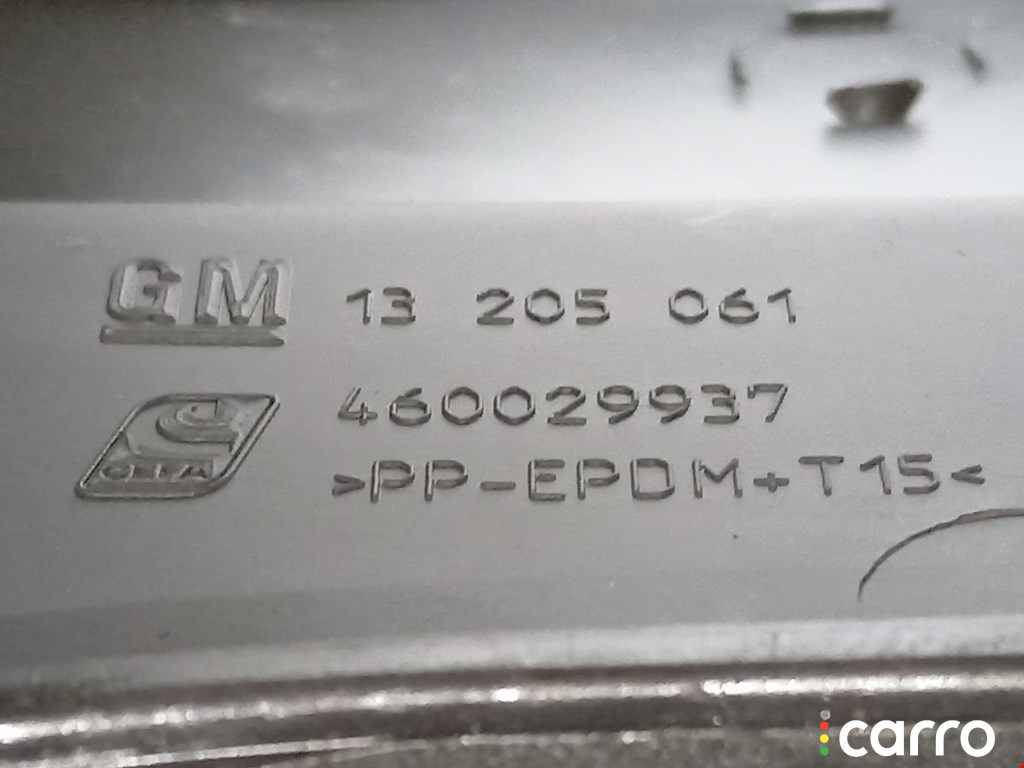 GM 13 205 061
460029937
>PP-EPDM+T15<
carro